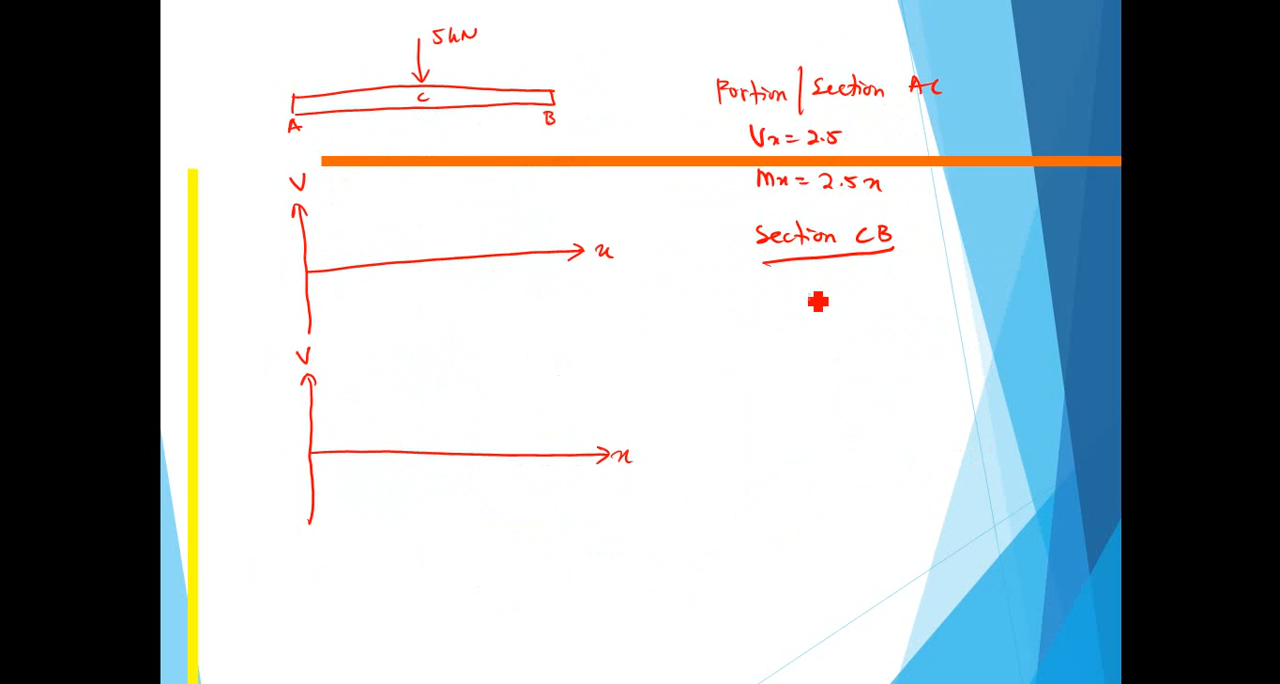 5kN
C
A
B
Portion / Section AC
Vx = 2.5
Mx = 2.5x
Section CB
V
x
V
x